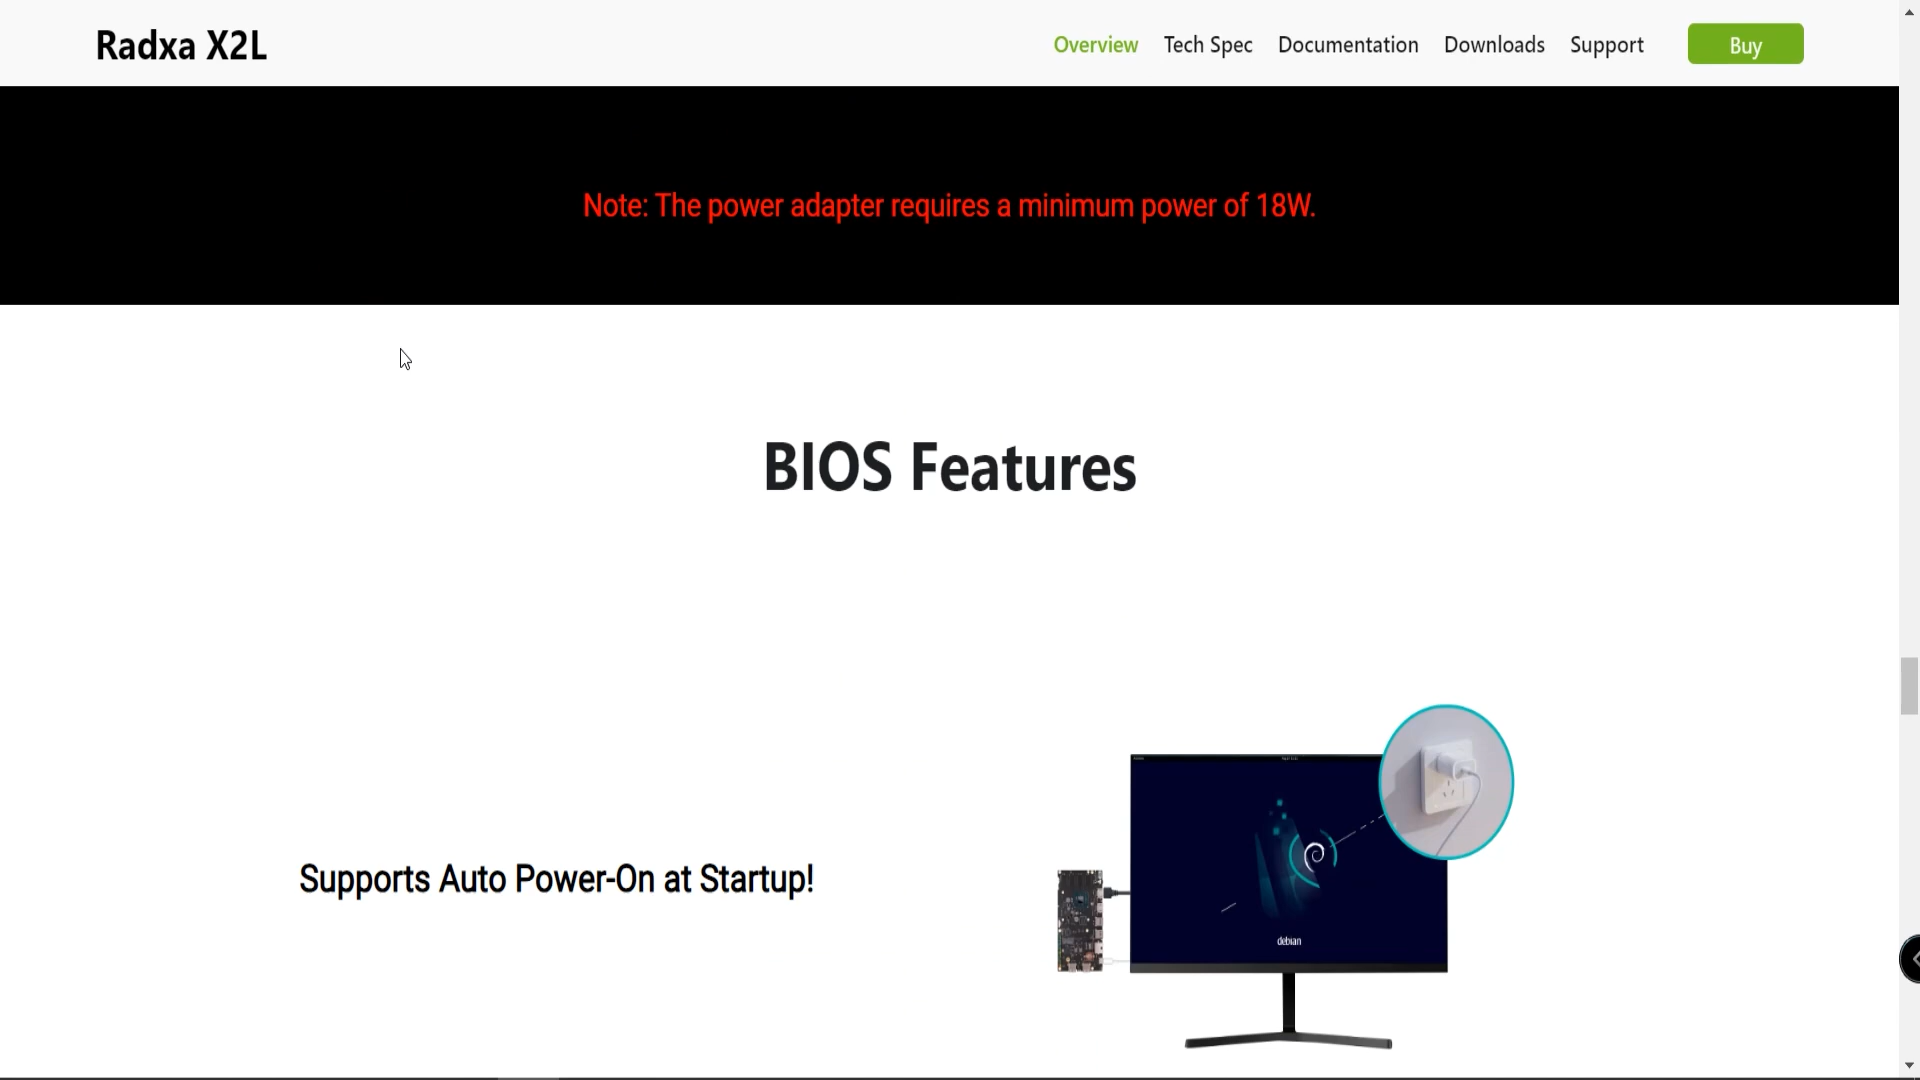 Radxa X2L
Overview Tech Spec Documentation Downloads Support Buy
Note: The power adapter requires a minimum power of 18W.
BIOS Features
Supports Auto Power-On at Startup!
debian